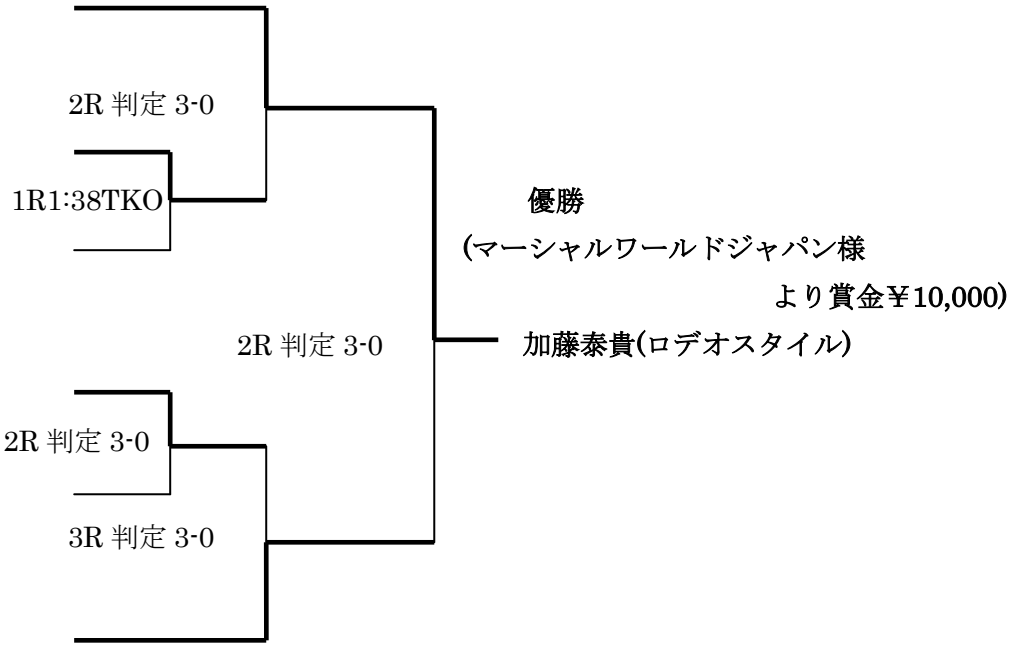 2R 判定 3-0
1R1:38TKO
優勝
(マーシャルワールドジャパン様
より賞金￥10,000)
2R 判定 3-0
加藤泰貴(ロデオスタイル)
2R 判定 3-0
3R 判定 3-0